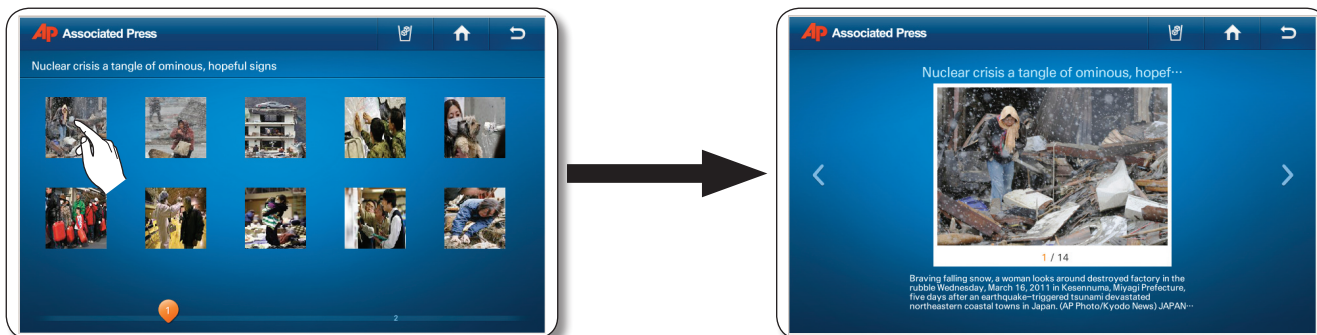 AP Associated Press
Nuclear crisis a tangle of ominous, hopeful signs
1
2
AP Associated Press
Nuclear crisis a tangle of ominous, hopef…
1 / 14
Braving falling snow, a woman looks around destroyed factory in the
rubble Wednesday, March 16, 2011 in Kesennuma, Miyagi Prefecture,
five days after an earthquake-triggered tsunami devastated
northeastern coastal towns in Japan. (AP Photo/Kyodo News) JAPAN…